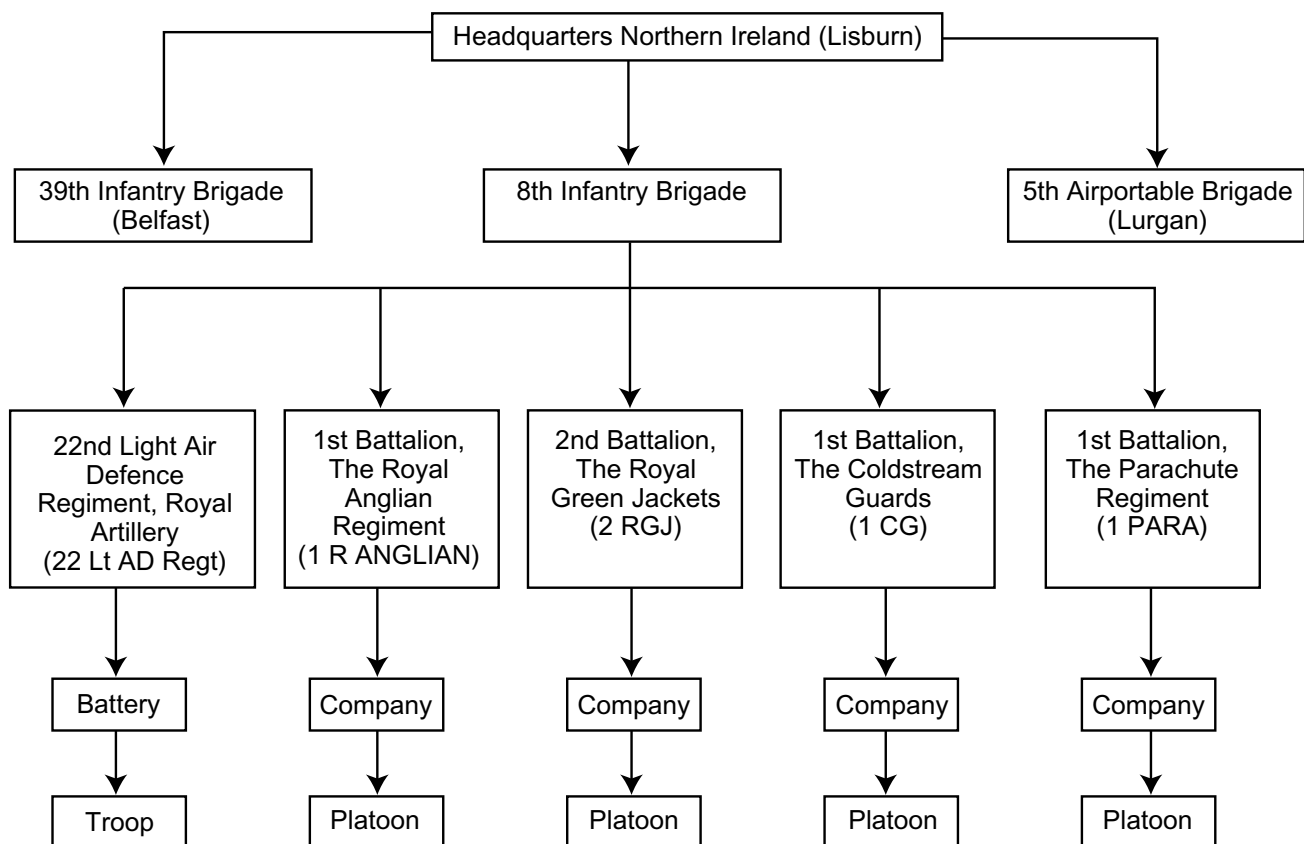 Headquarters Northern Ireland (Lisburn)
39th Infantry Brigade
(Belfast)
8th Infantry Brigade
5th Airportable Brigade
(Lurgan)
22nd Light Air
Defence
Regiment, Royal
Artillery
(22 Lt AD Regt)
1st Battalion,
The Royal
Anglian
Regiment
(1 R ANGLIAN)
2nd Battalion,
The Royal
Green Jackets
(2 RGJ)
1st Battalion,
The Coldstream
Guards
(1 CG)
1st Battalion,
The Parachute
Regiment
(1 PARA)
Battery
Company
Company
Company
Company
Troop
Platoon
Platoon
Platoon
Platoon